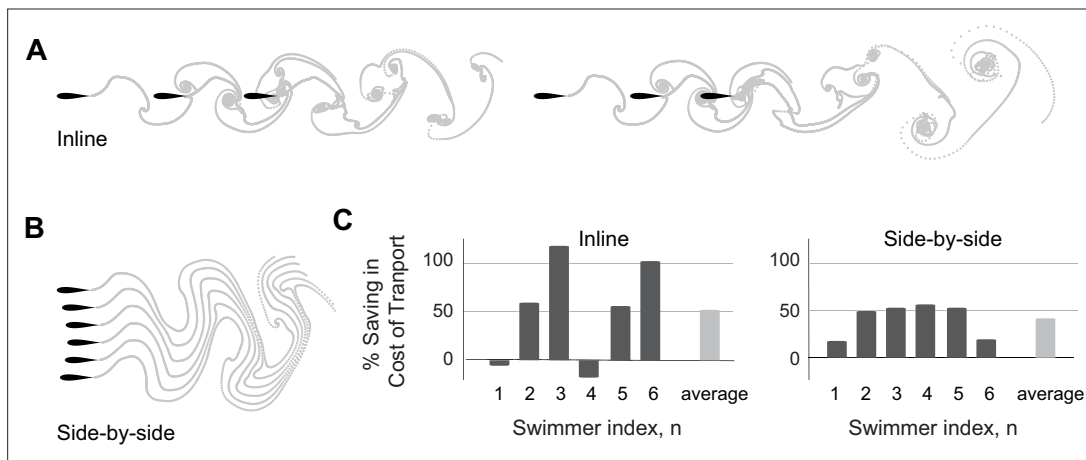 A
Inline
B
Side-by-side
C
Inline
% Saving in
Cost of Tranport
100
50
0
1 2 3 4 5 6 average
Swimmer index, n
Side-by-side
100
50
0
1 2 3 4 5 6 average
Swimmer index, n